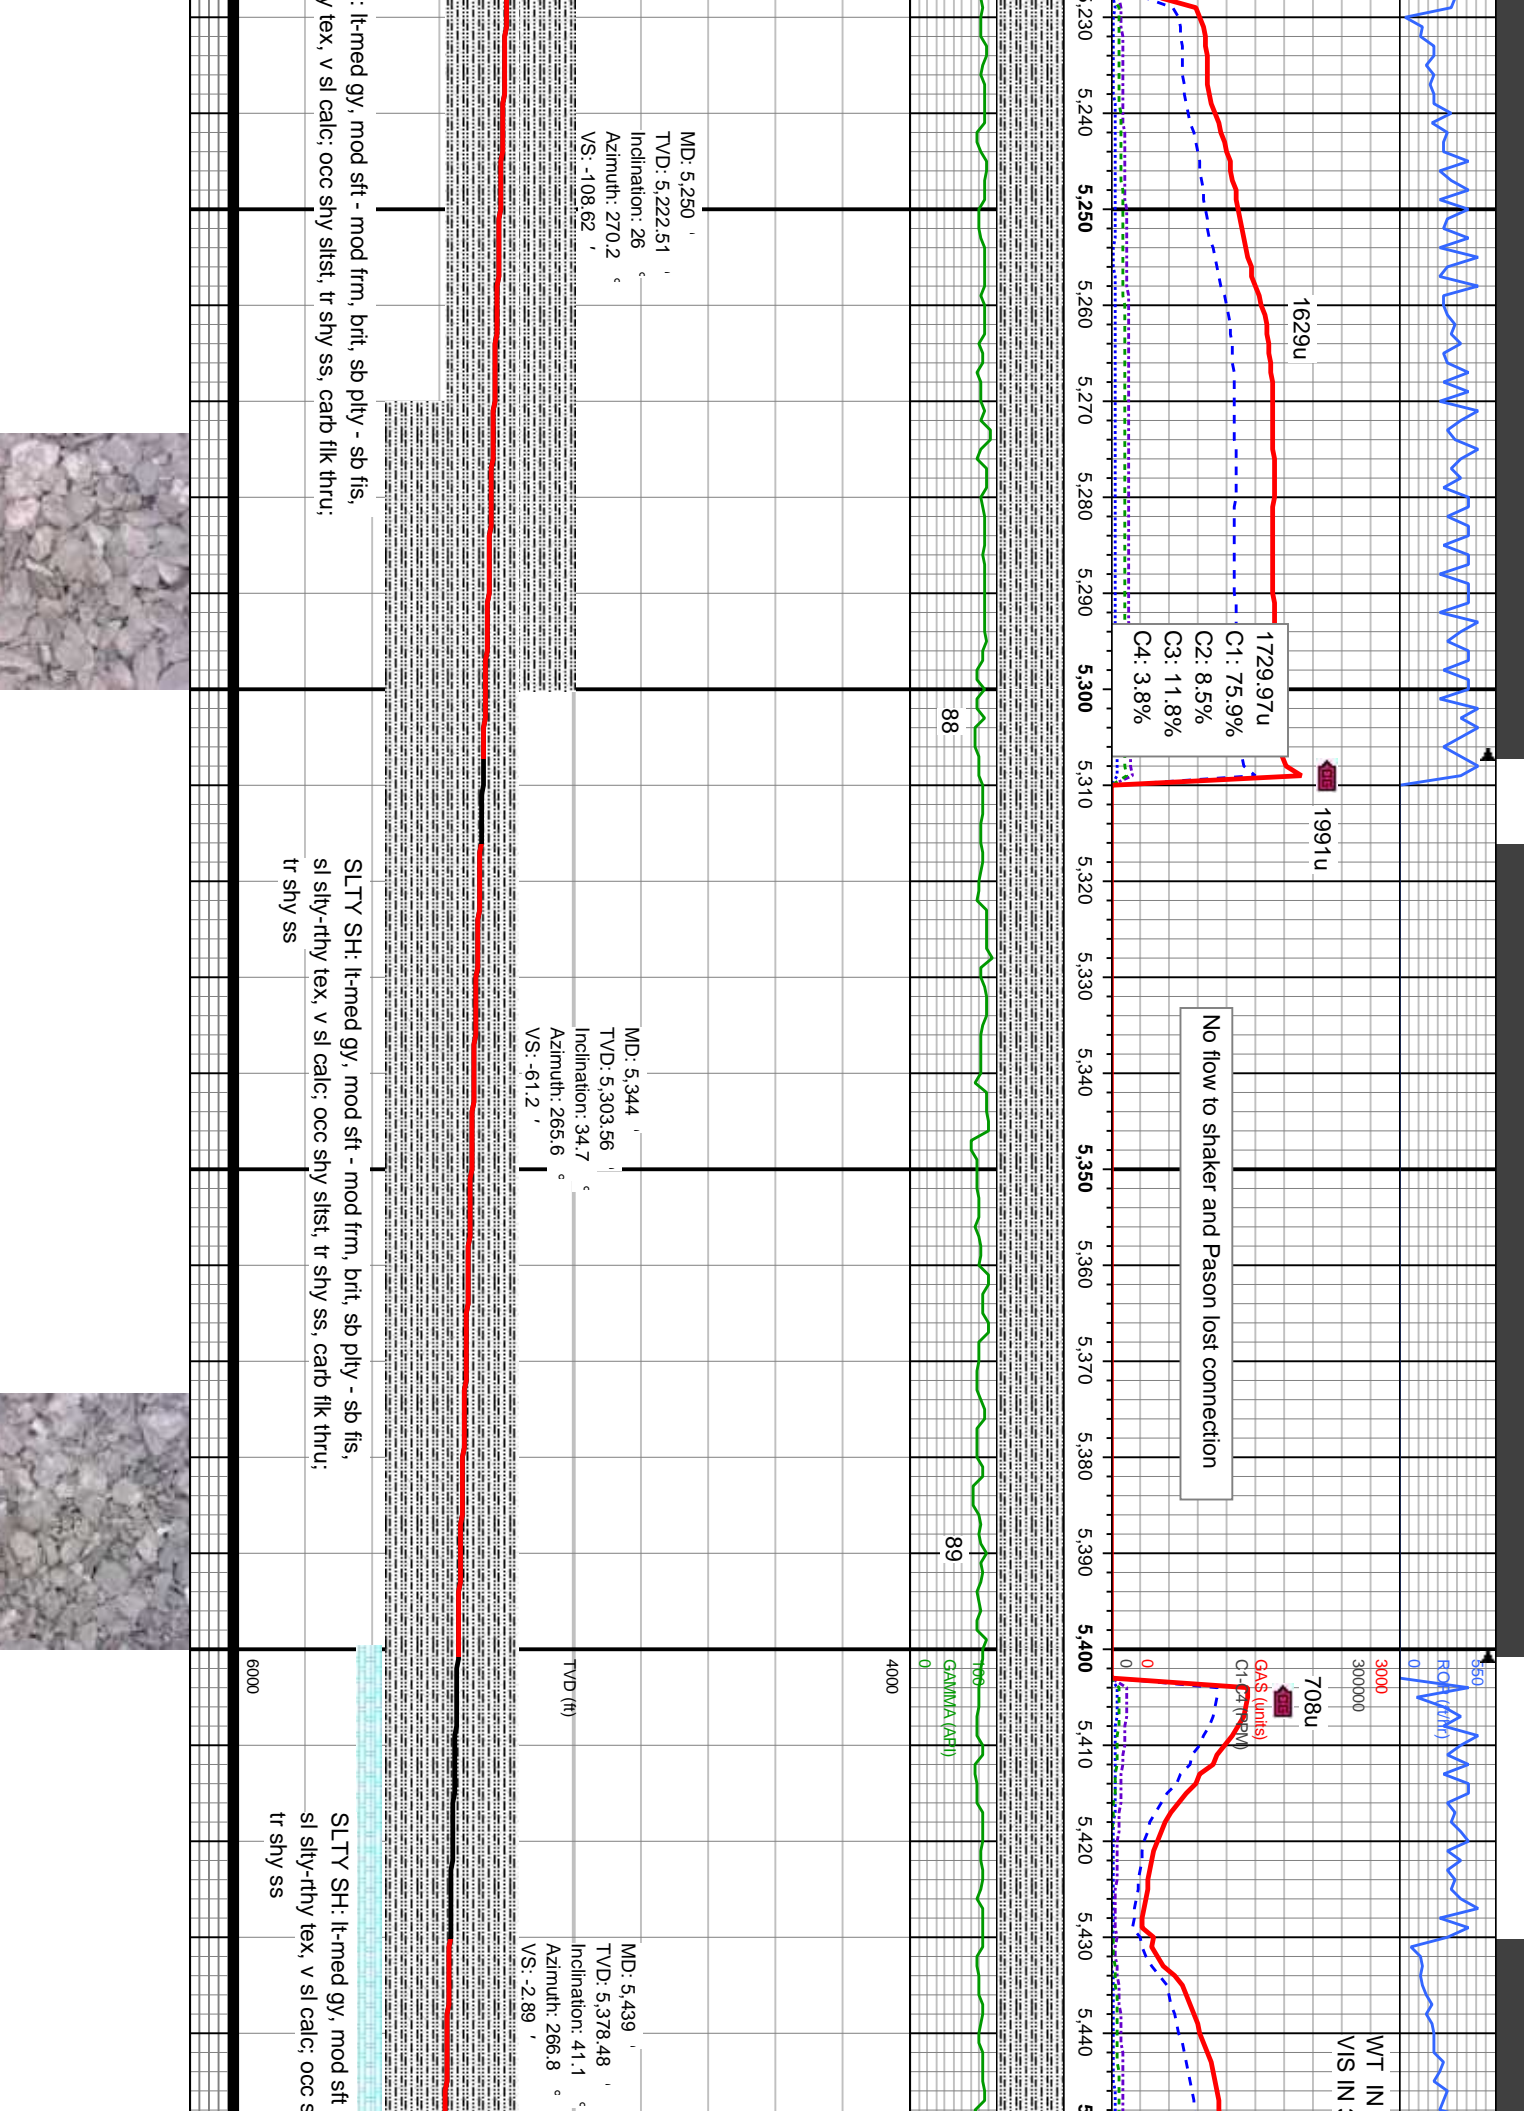 5,230
5,240
5,250
5,260
5,270
5,280
5,290
5,300
5,310
5,320
5,330
5,340
5,350
5,360
5,370
5,380
5,390
5,400
5,410
5,420
5,430
5,440
1629u
1729.97u
C1: 75.9%
C2: 8.5%
C3: 11.8%
C4: 3.8%
1991u
No flow to shaker and Pason lost connection
708u
550
ROP (ft/hr)
0
3000
300000
GAS (units)
C1-C4 (PPM)
0
0
WT IN
VIS IN
88
89
100
GAMMA (API)
0
MD: 5,250 '
TVD: 5,222.51 '
Inclination: 26 °
Azimuth: 270.2 °
VS: -108.62 '
MD: 5,344 '
TVD: 5,303.56 '
Inclination: 34.7 °
Azimuth: 265.6 °
VS: -61.2 '
MD: 5,439 '
TVD: 5,378.48 '
Inclination: 41.1 °
Azimuth: 266.8 °
VS: -2.89 '
4000
TVD (ft)
6000
: lt-med gy, mod sft - mod frm, brit, sb plty - sb fis,
y tex, v sl calc; occ shy sltst, tr shy ss, carb flk thru;
SLTY SH: lt-med gy, mod sft - mod frm, brit, sb plty - sb fis,
sl slty-rthy tex, v sl calc; occ shy sltst, tr shy ss, carb flk thru;
tr shy ss
SLTY SH: lt-med gy, mod sft
sl slty-rthy tex, v sl calc; occ s
tr shy ss